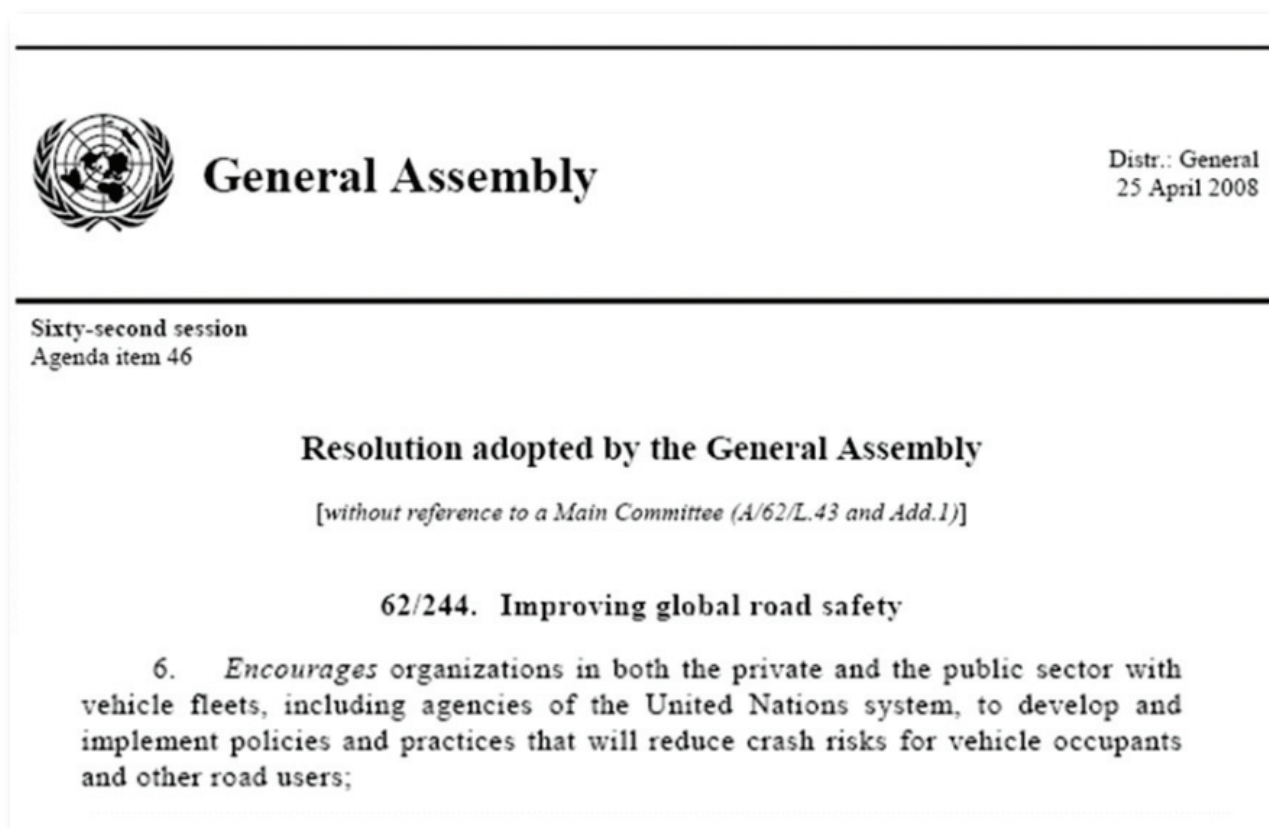 General Assembly
Distr.: General
25 April 2008
Sixty-second session
Agenda item 46
Resolution adopted by the General Assembly
[without reference to a Main Committee (A/62/L.43 and Add.1)]
62/244. Improving global road safety
6. Encourages organizations in both the private and the public sector with
vehicle fleets, including agencies of the United Nations system, to develop and
implement policies and practices that will reduce crash risks for vehicle occupants
and other road users;